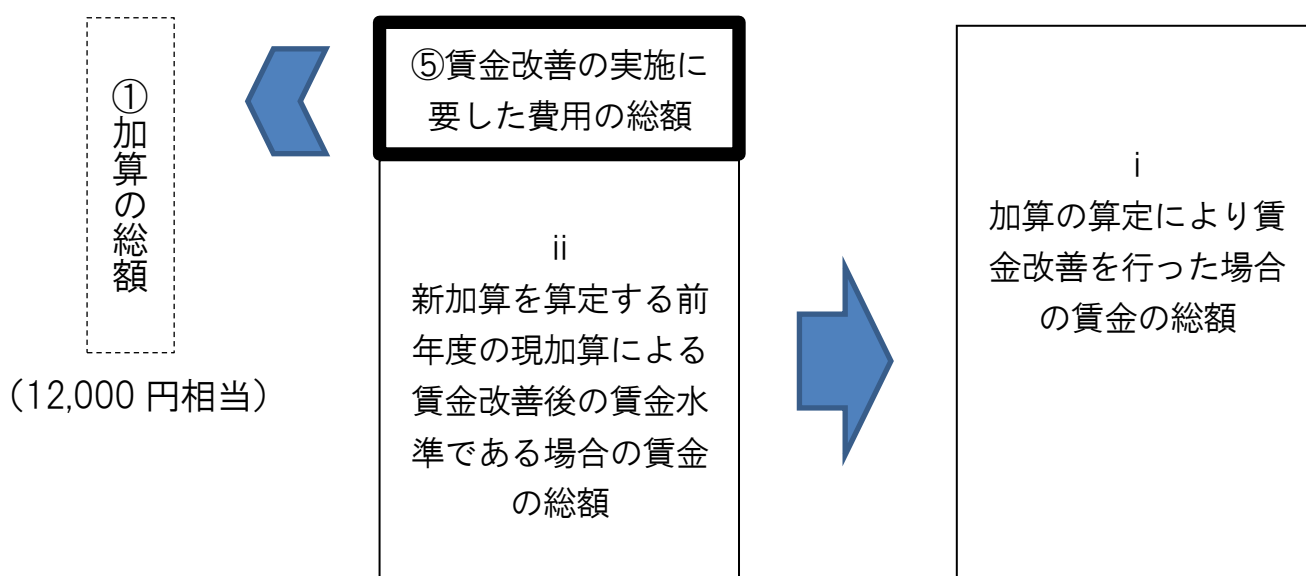 ①加算の総額
(12,000 円相当)
⑤賃金改善の実施に
要した費用の総額
ⅱ
新加算を算定する前
年度の現加算による
賃金改善後の賃金水
準である場合の賃金
の総額
ⅰ
加算の算定により賃
金改善を行った場合
の賃金の総額